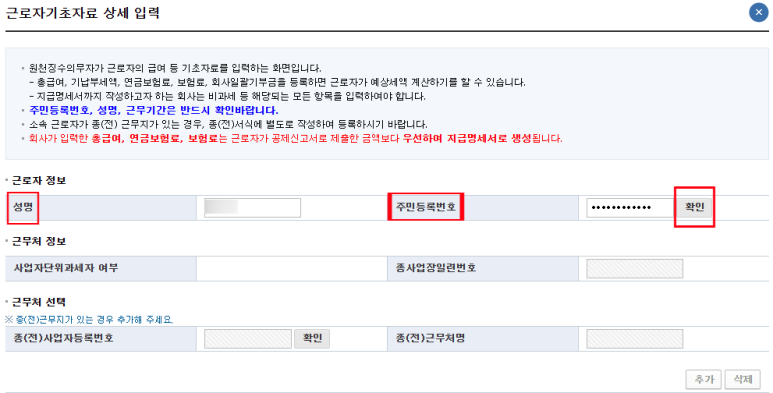 근로자기초자료 상세 입력
◦ 원천징수의무자가 근로자의 급여 등 기초자료를 입력하는 화면입니다.
- 총급여, 기납부세액, 연금보험료, 보험료, 회사일괄기부금을 등록하면 근로자가 예상세액 계산하기를 할 수 있습니다.
- 지급명세서까지 작성하고자 하는 회사는 비과세 등 해당되는 모든 항목을 입력하여야 합니다.
◦ 주민등록번호, 성명, 근무기간은 반드시 확인바랍니다.
◦ 소속 근로자가 종(전) 근무지가 있는 경우, 종(전)서식에 별도로 작성하여 등록하시기 바랍니다.
◦ 회사가 입력한 총급여, 연금보험료, 보험료는 근로자가 공제신고서로 제출한 금액보다 우선하여 지급명세서로 생성됩니다.
• 근로자 정보
성명 주민등록번호 •••••••••••• 확인
• 근무처 정보
사업자단위과세자 여부 종사업장일련번호
• 근무처 선택
※ 종(전)근무지가 있는 경우 추가해 주세요.
종(전)사업자등록번호 확인 종(전)근무처명
추가 삭제